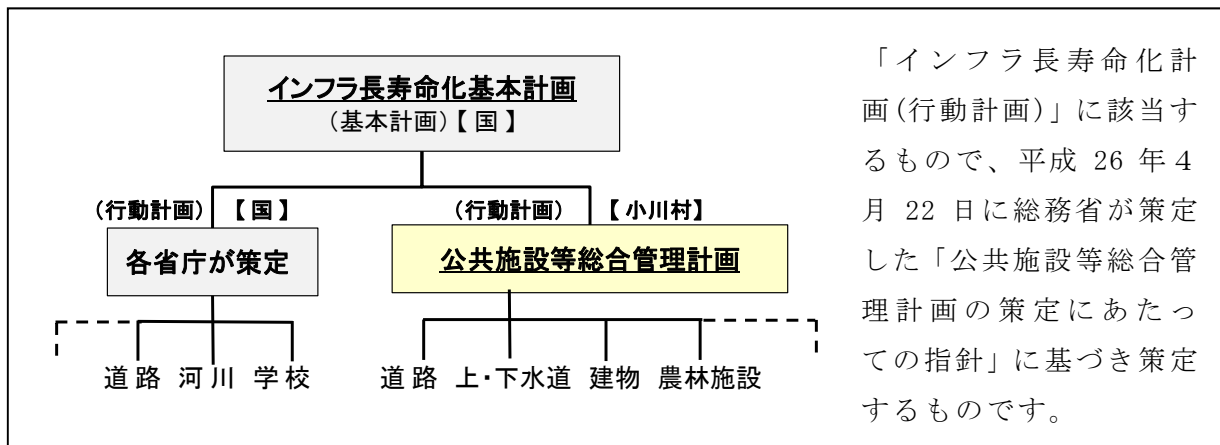 インフラ長寿命化基本計画
(基本計画)【国】
(行動計画) 【国】
各省庁が策定
道路 河川 学校
(行動計画) 【小川村】
公共施設等総合管理計画
道路 上・下水道 建物 農林施設
「インフラ長寿命化計
画(行動計画)」に該当す
るもので、平成 26 年4
月 22 日に総務省が策定
した「公共施設等総合管
理計画の策定にあたっ
ての指針」に基づき策定
するものです。